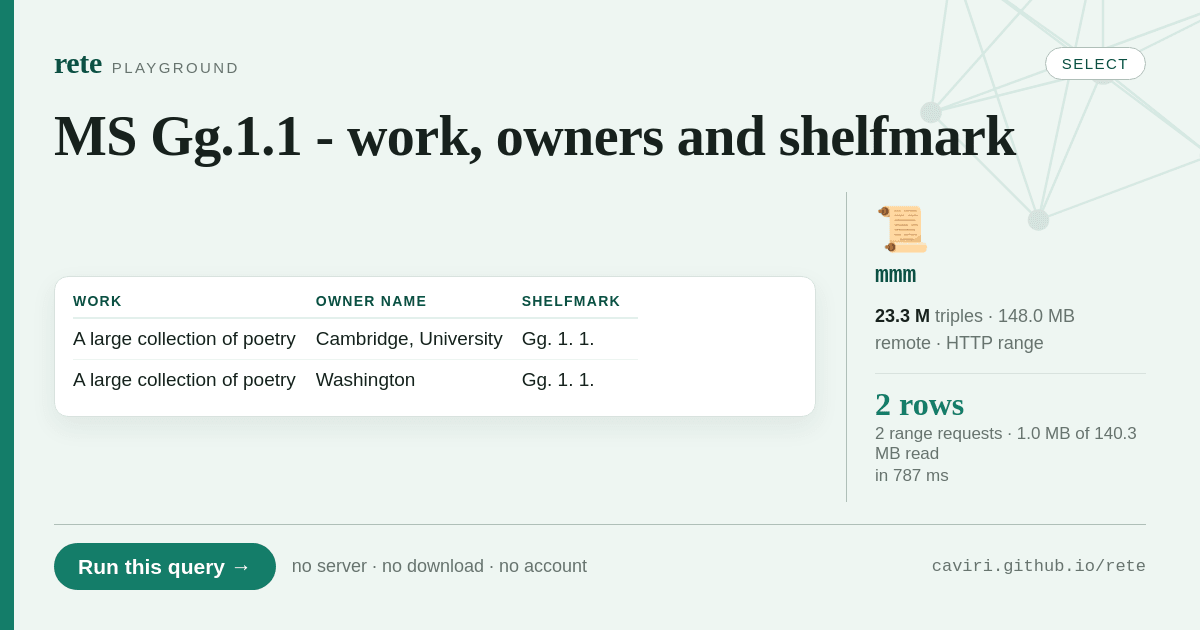 rete PLAYGROUND
SELECT
MS Gg.1.1 - work, owners and shelfmark
WORK OWNER NAME SHELFMARK
A large collection of poetry Cambridge, University Gg. 1. 1.
A large collection of poetry Washington Gg. 1. 1.
mmm
23.3 M triples · 148.0 MB
remote · HTTP range
2 rows
2 range requests · 1.0 MB of 140.3
MB read
in 787 ms
Run this query →
no server · no download · no account
caviri.github.io/rete